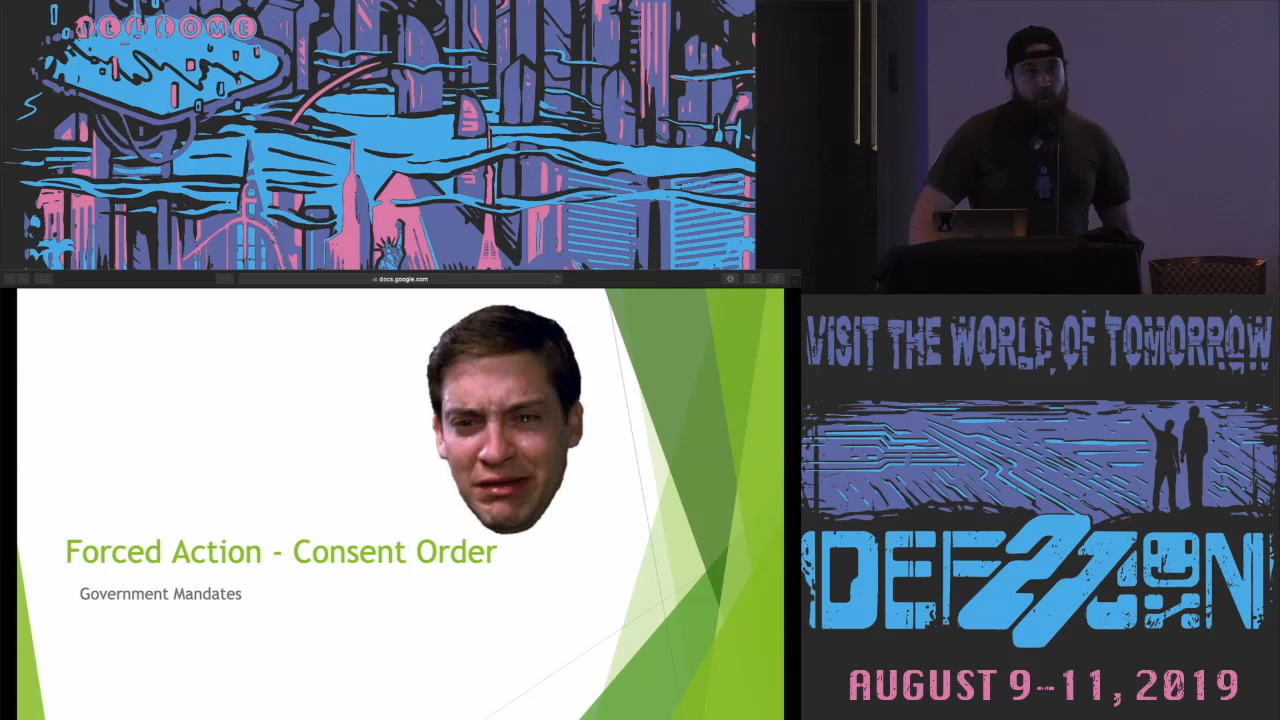 WELCOME
docs.google.com
Forced Action - Consent Order
Government Mandates
VISIT THE WORLD OF TOMORROW
DEF 27 CON
AUGUST 9-11, 2019